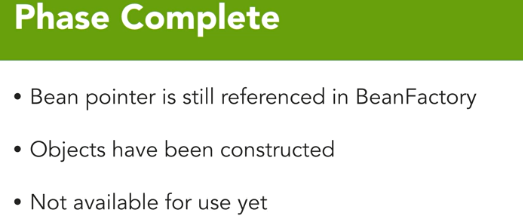 Phase Complete
• Bean pointer is still referenced in BeanFactory
• Objects have been constructed
• Not available for use yet